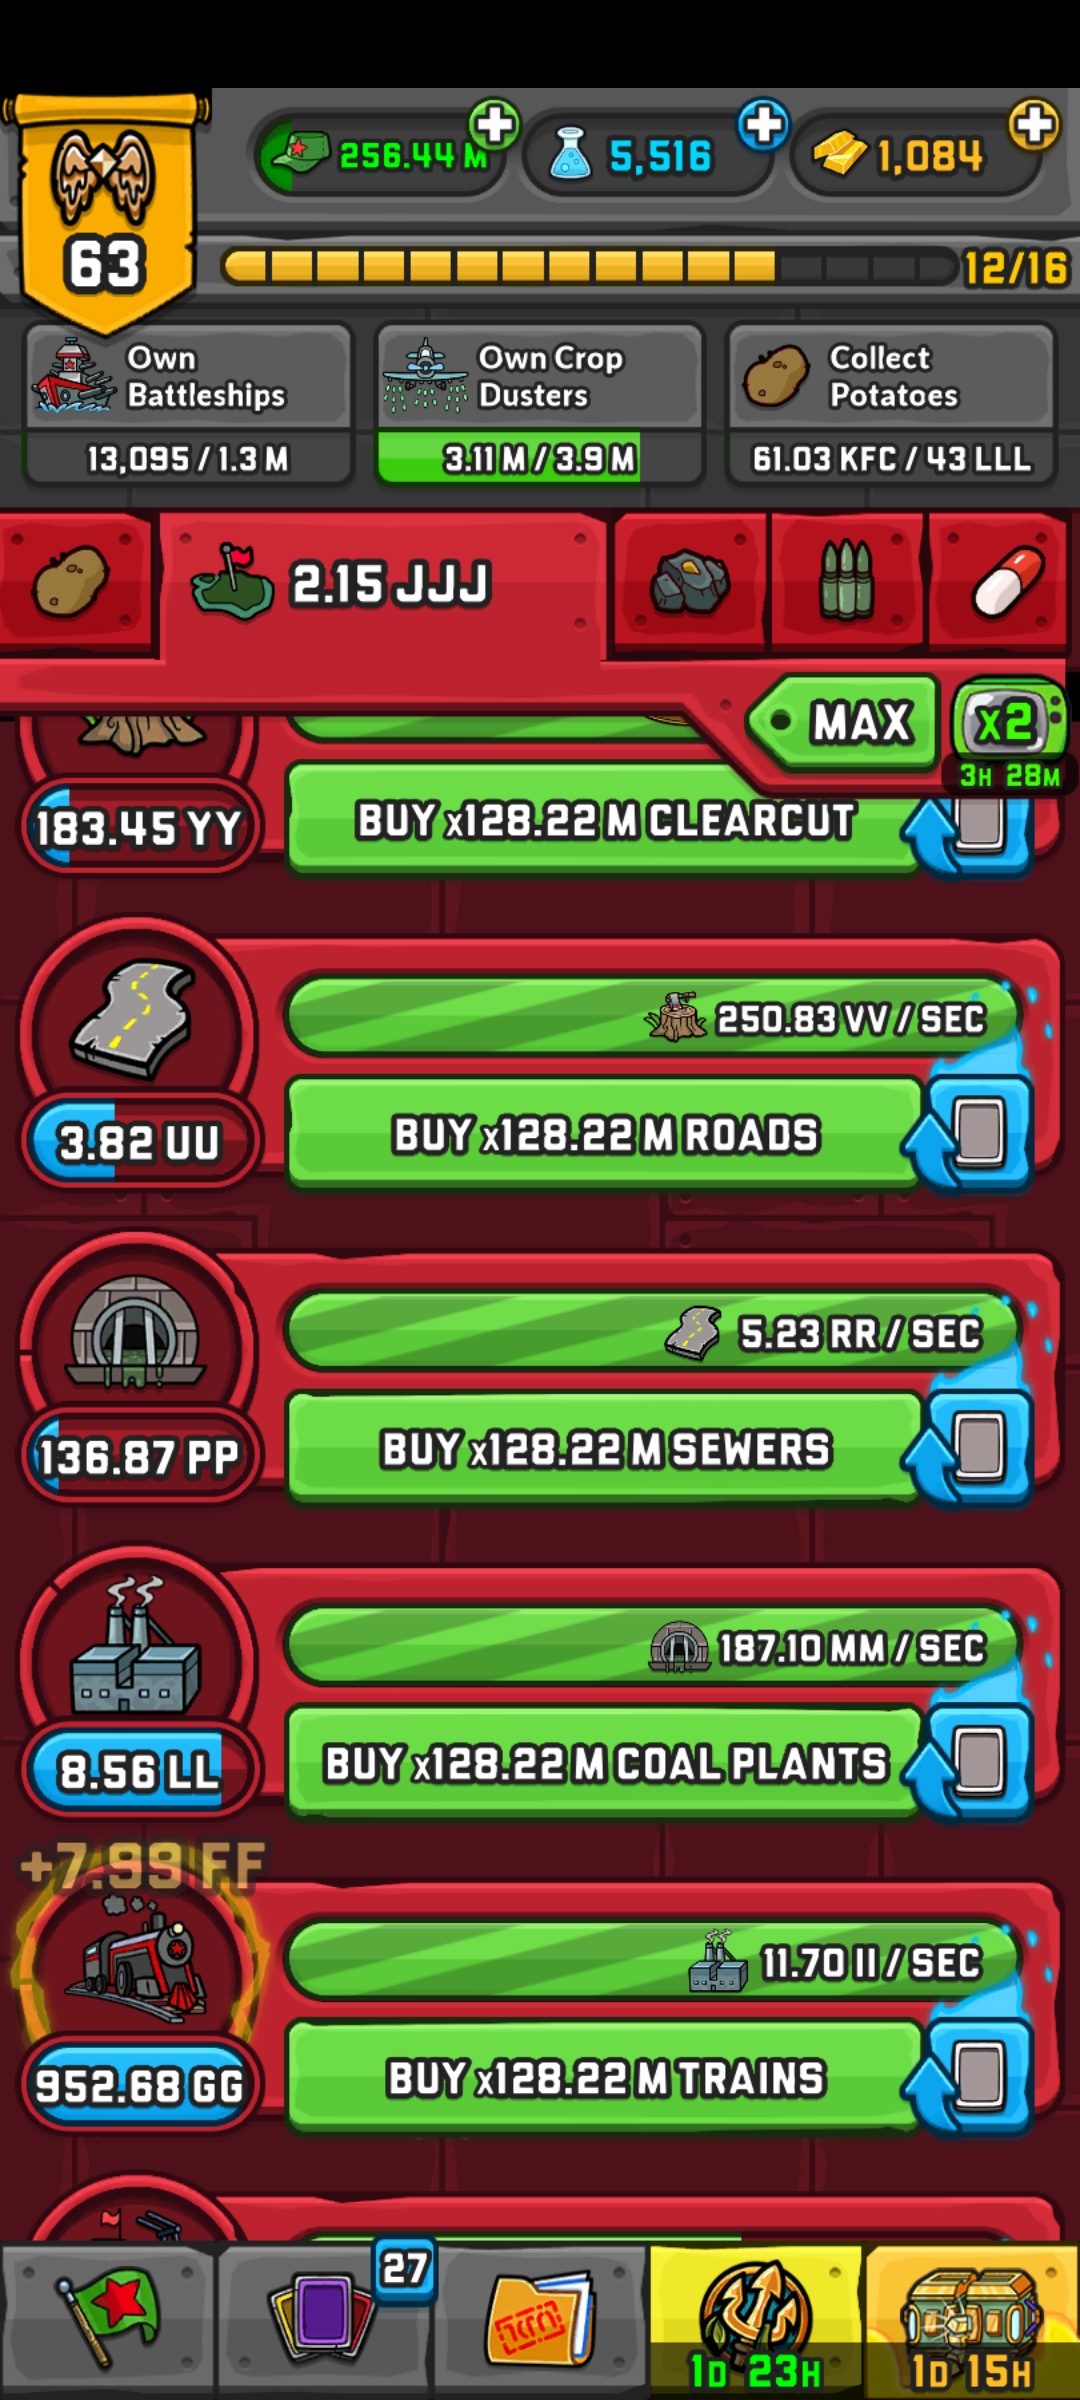 256.44 M
5,516
1,084
63
12/16
Own
Battleships
13,095 / 1.3 M
Own Crop
Dusters
3.11 M / 3.9 M
Collect
Potatoes
61.03 KFC / 43 LLL
2.15 JJJ
MAX
x2
3H 28M
183.45 YY
BUY x128.22 M CLEARCUT
250.83 VV / SEC
3.82 UU
BUY x128.22 M ROADS
5.23 RR / SEC
136.87 PP
BUY x128.22 M SEWERS
187.10 MM / SEC
8.56 LL
BUY x128.22 M COAL PLANTS
+7.99 FF
11.70 II / SEC
952.68 GG
BUY x128.22 M TRAINS
27
1D 23H
1D 15H